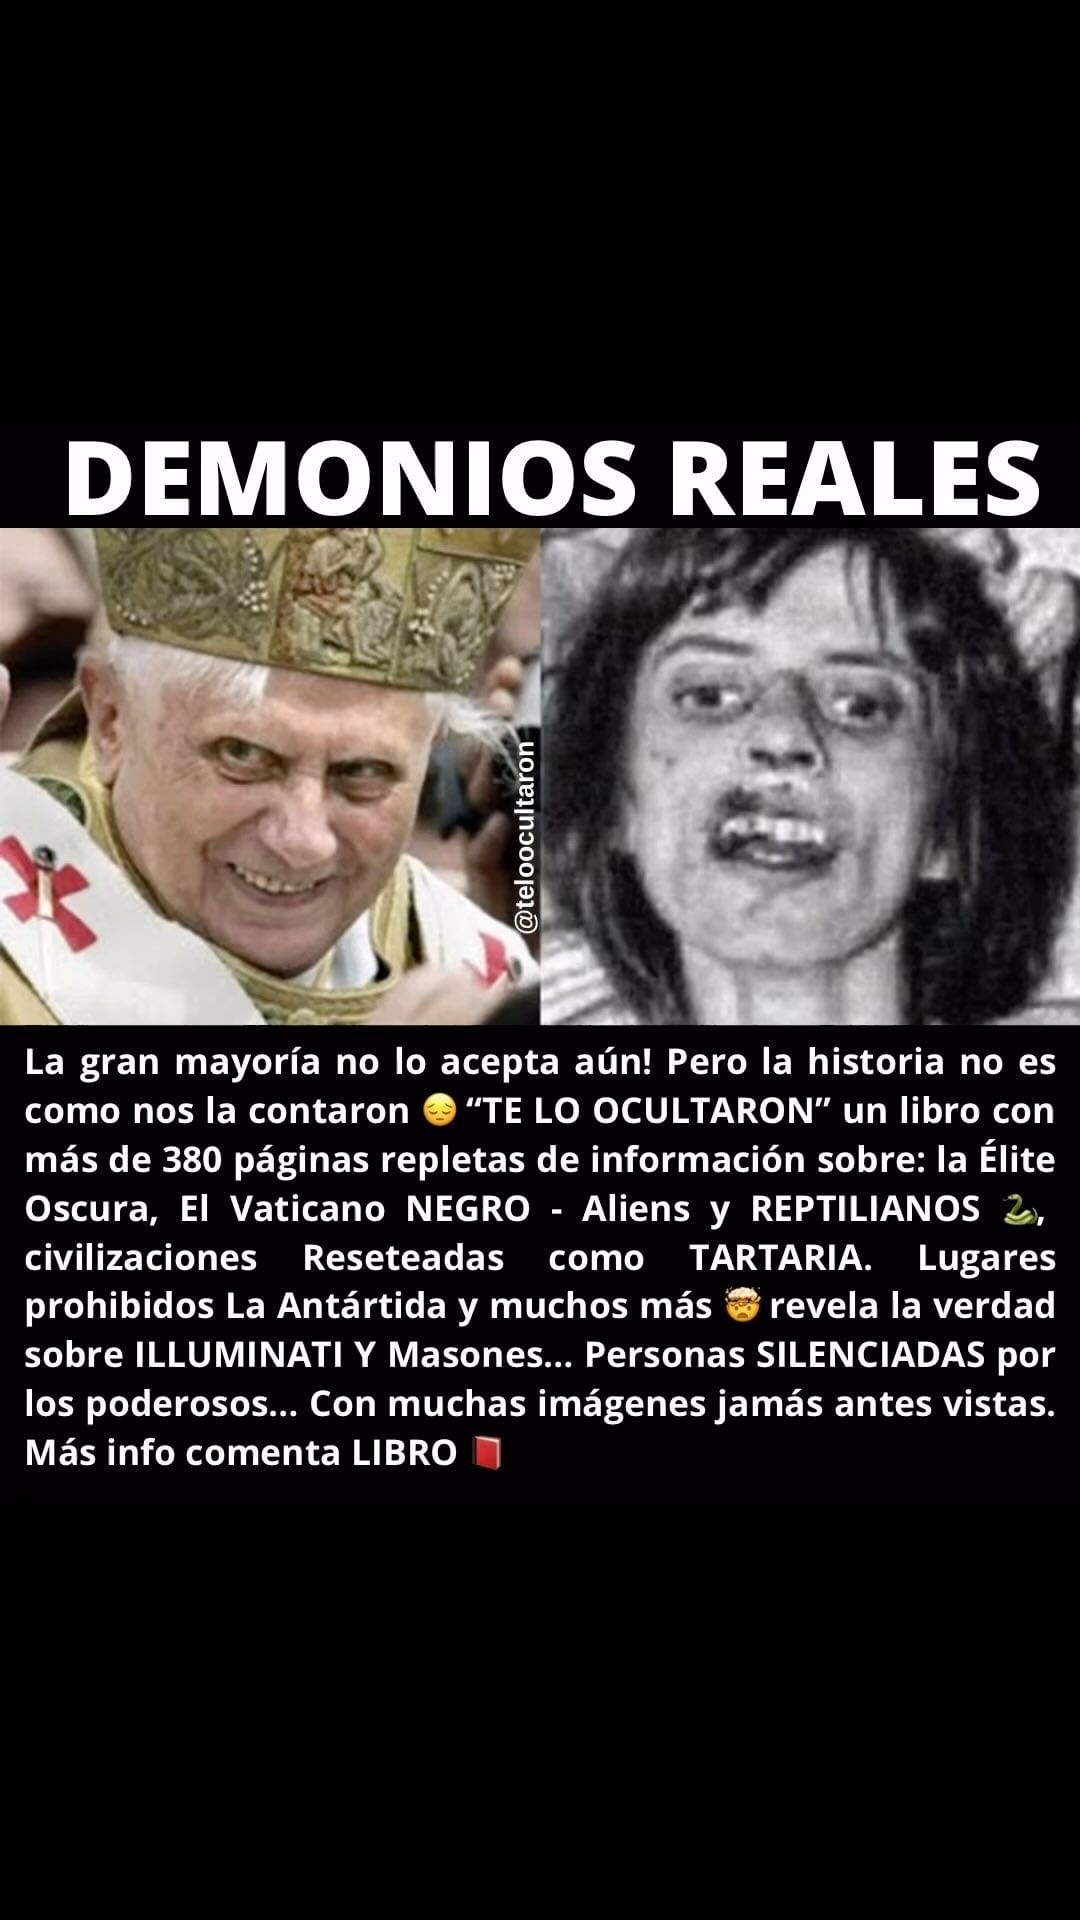 DEMONIOS REALES
@teloocultaron
La gran mayoría no lo acepta aún! Pero la historia no es
como nos la contaron 😔 “TE LO OCULTARON” un libro con
más de 380 páginas repletas de información sobre: la Élite
Oscura, El Vaticano NEGRO - Aliens y REPTILIANOS 🐍,
civilizaciones Reseteadas como TARTARIA. Lugares
prohibidos La Antártida y muchos más 🤯 revela la verdad
sobre ILLUMINATI Y Masones... Personas SILENCIADAS por
los poderosos... Con muchas imágenes jamás antes vistas.
Más info comenta LIBRO 📕